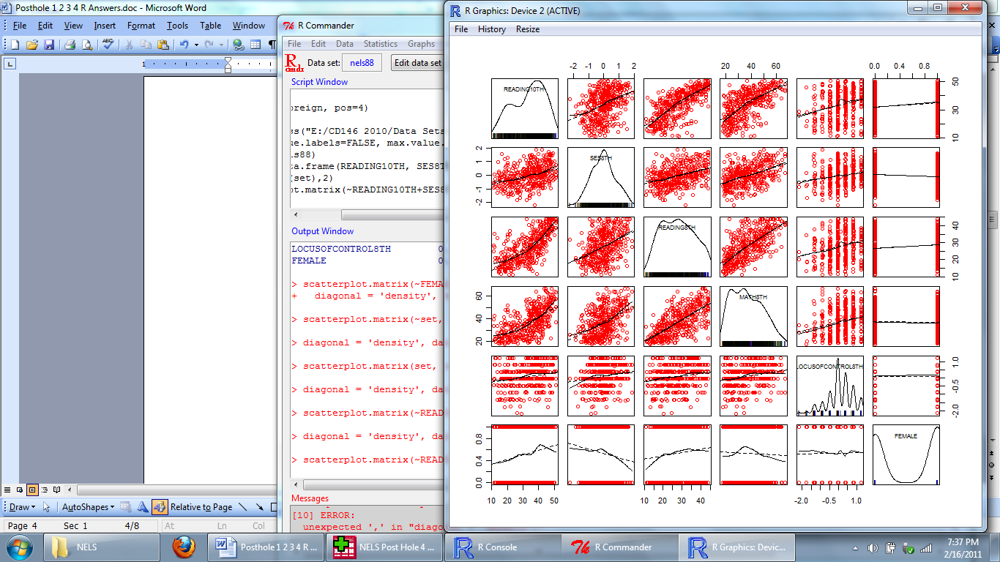 Posthole 1 2 3 4 R Answers.doc - Microsoft Word
File Edit View Insert Format Tools Table Window
1
Draw AutoShapes Relative to Page
Page 4 Sec 1 4/8 At Ln Col
R Commander
File Edit Data Statistics Graphs
R cmdr Data set: nels88 Edit data set
Script Window
oreign, pos=4)
ss("E:/CD146 2010/Data Sets
ue.labels=FALSE, max.value.
ls88)
ta.frame(READING10TH, SES8T
(set),2)
ot.matrix(~READING10TH+SES8
Output Window
LOCUSOFCONTROL8TH 0
FEMALE 0
> scatterplot.matrix(~FEMA
+ diagonal = 'density',
> scatterplot.matrix(~set,
> diagonal = 'density', da
> scatterplot.matrix(set,
> diagonal = 'density', da
> scatterplot.matrix(~READ
> diagonal = 'density', da
> scatterplot.matrix(~READ
Messages
[10] ERROR:
unexpected ',' in "diago
R Graphics: Device 2 (ACTIVE)
File History Resize
-2 -1 0 1 2 20 40 60 0.0 0.4 0.8
READING10TH
10 30 50
SES8TH
-2 -1 0 1 2
READING8TH
10 20 30 40
MATH8TH
20 30 40 50 60
LOCUSOFCONTROL8TH
-2.0 -0.5 1.0
FEMALE
0.0 0.4 0.8
10 20 30 40 50 10 20 30 40 -2.0 -0.5 1.0
NELS Posthole 1 2 3 4 R ... NELS Post Hole 4 ... R Console R Commander R Graphics: Devic...
7:37 PM
2/16/2011